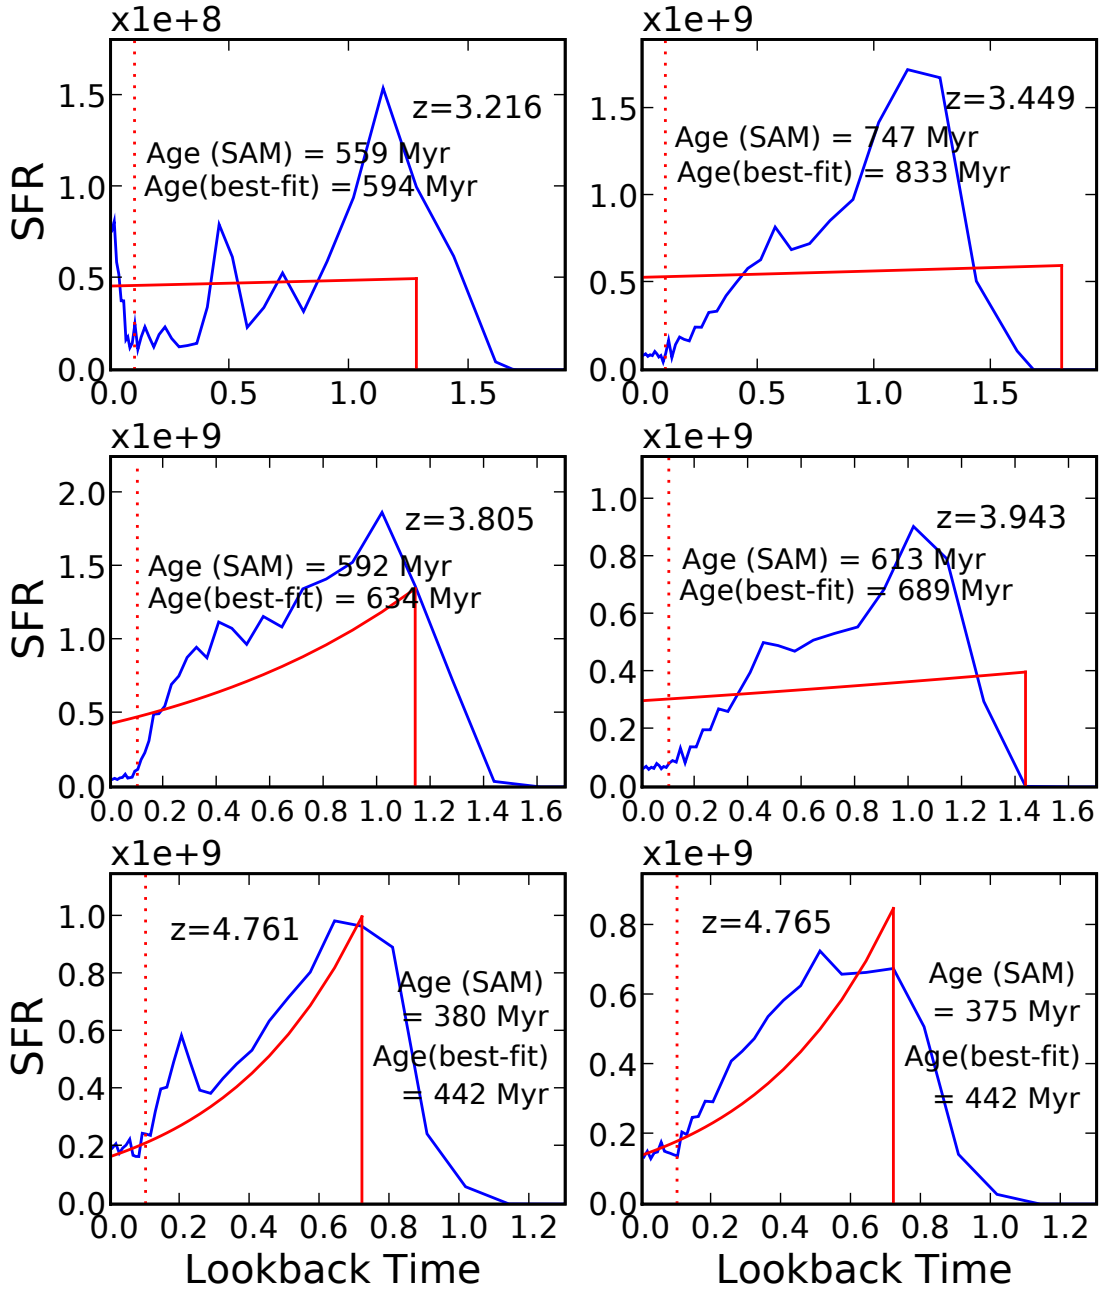 x1e+8
1.5
1.0
0.5
0.0
SFR
z=3.216
Age (SAM) = 559 Myr
Age(best-fit) = 594 Myr
0.0 0.5 1.0 1.5
x1e+9
1.5
1.0
0.5
0.0
z=3.449
Age (SAM) = 747 Myr
Age(best-fit) = 833 Myr
0.0 0.5 1.0 1.5
x1e+9
2.0
1.5
1.0
0.5
0.0
SFR
z=3.805
Age (SAM) = 592 Myr
Age(best-fit) = 634 Myr
0.0 0.2 0.4 0.6 0.8 1.0 1.2 1.4 1.6
x1e+9
1.0
0.8
0.6
0.4
0.2
0.0
z=3.943
Age (SAM) = 613 Myr
Age(best-fit) = 689 Myr
0.0 0.2 0.4 0.6 0.8 1.0 1.2 1.4 1.6
x1e+9
1.0
0.8
0.6
0.4
0.2
0.0
SFR
z=4.761
Age (SAM)
= 380 Myr
Age(best-fit)
= 442 Myr
0.0 0.2 0.4 0.6 0.8 1.0 1.2
Lookback Time
x1e+9
0.8
0.6
0.4
0.2
0.0
z=4.765
Age (SAM)
= 375 Myr
Age(best-fit)
= 442 Myr
0.0 0.2 0.4 0.6 0.8 1.0 1.2
Lookback Time